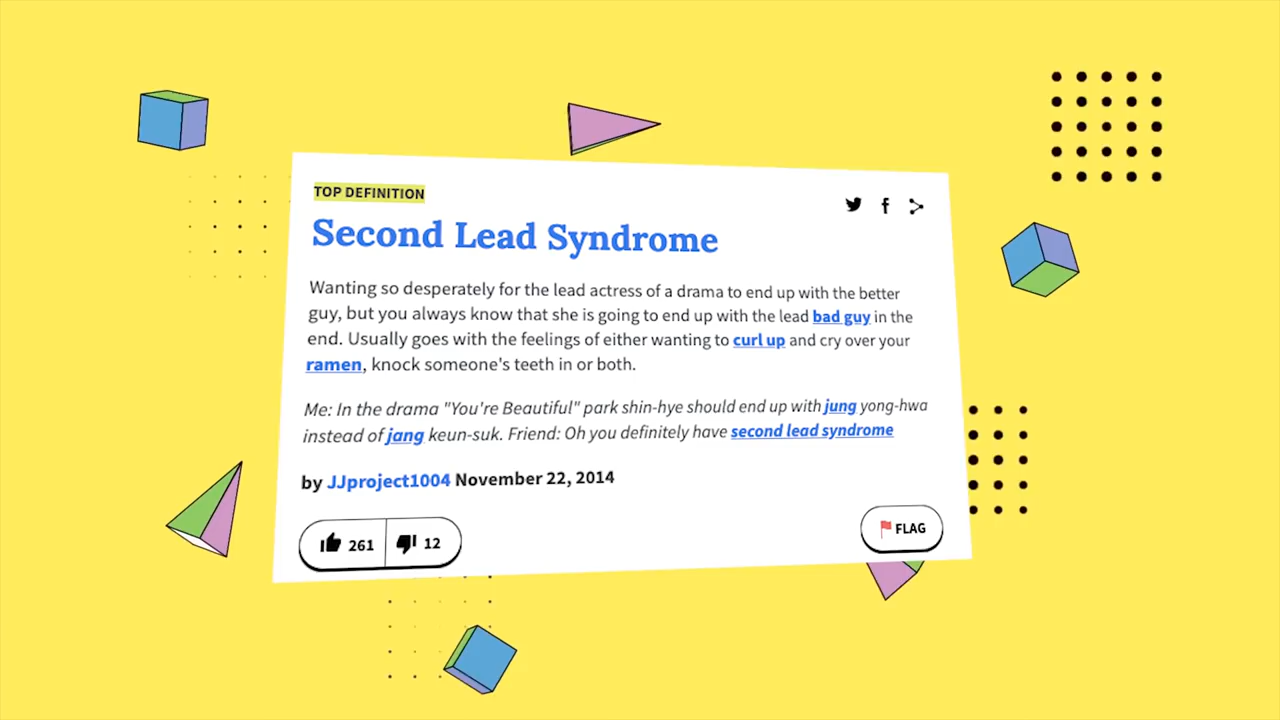 TOP DEFINITION
Second Lead Syndrome
Wanting so desperately for the lead actress of a drama to end up with the better
guy, but you always know that she is going to end up with the lead bad guy in the
end. Usually goes with the feelings of either wanting to curl up and cry over your
ramen, knock someone's teeth in or both.
Me: In the drama "You're Beautiful" park shin-hye should end up with jung yong-hwa
instead of jang keun-suk. Friend: Oh you definitely have second lead syndrome
by JJproject1004 November 22, 2014
261 12
FLAG